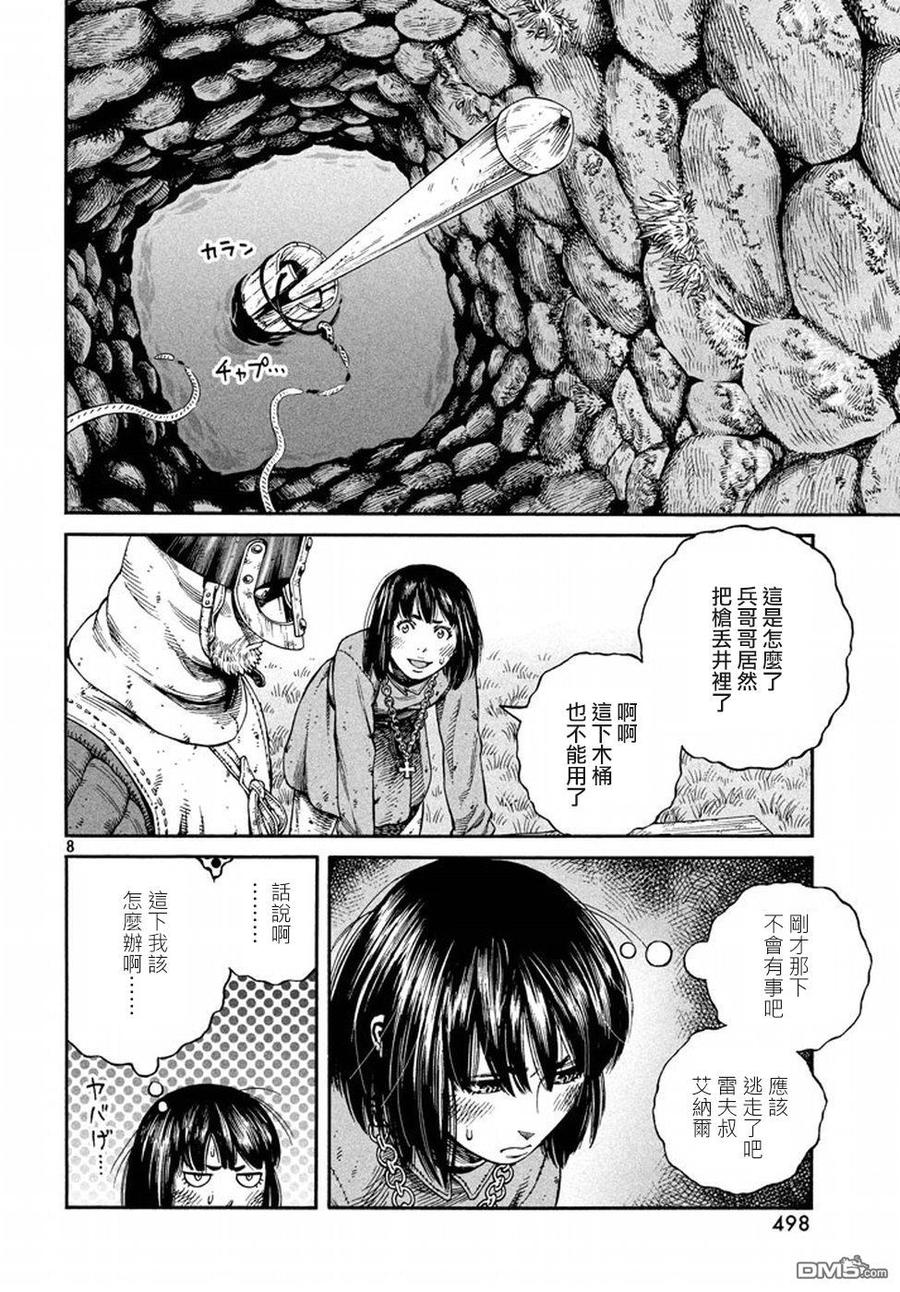 カラン
チャプ…
這是怎麼了
兵哥哥居然
把槍丟井裡了
啊啊
這下木桶
也不能用了
8
剛才那下
不會有事吧
應該
逃走了吧
雷夫叔
艾納爾
話說啊
………
這下我該
怎麼辦啊……
ヤバげ…
498
DM5.com